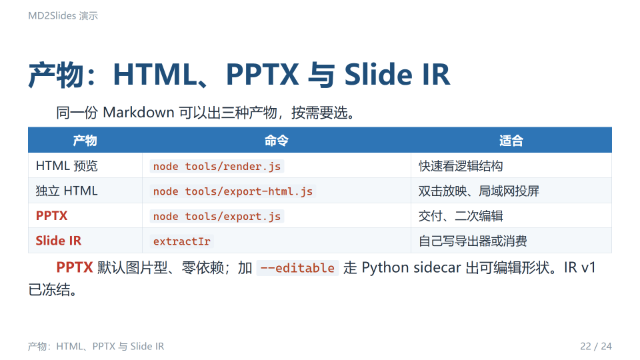 MD2Slides 演示
产物：HTML、PPTX 与 Slide IR
同一份 Markdown 可以出三种产物，按需要选。
产物 命令 适合
HTML 预览 node tools/render.js 快速看逻辑结构
独立 HTML node tools/export-html.js 双击放映、局域网投屏
PPTX node tools/export.js 交付、二次编辑
Slide IR extractIr 自己写导出器或消费
PPTX 默认图片型、零依赖；加 --editable 走 Python sidecar 出可编辑形状。IR v1
已冻结。
产物：HTML、PPTX 与 Slide IR 22 / 24